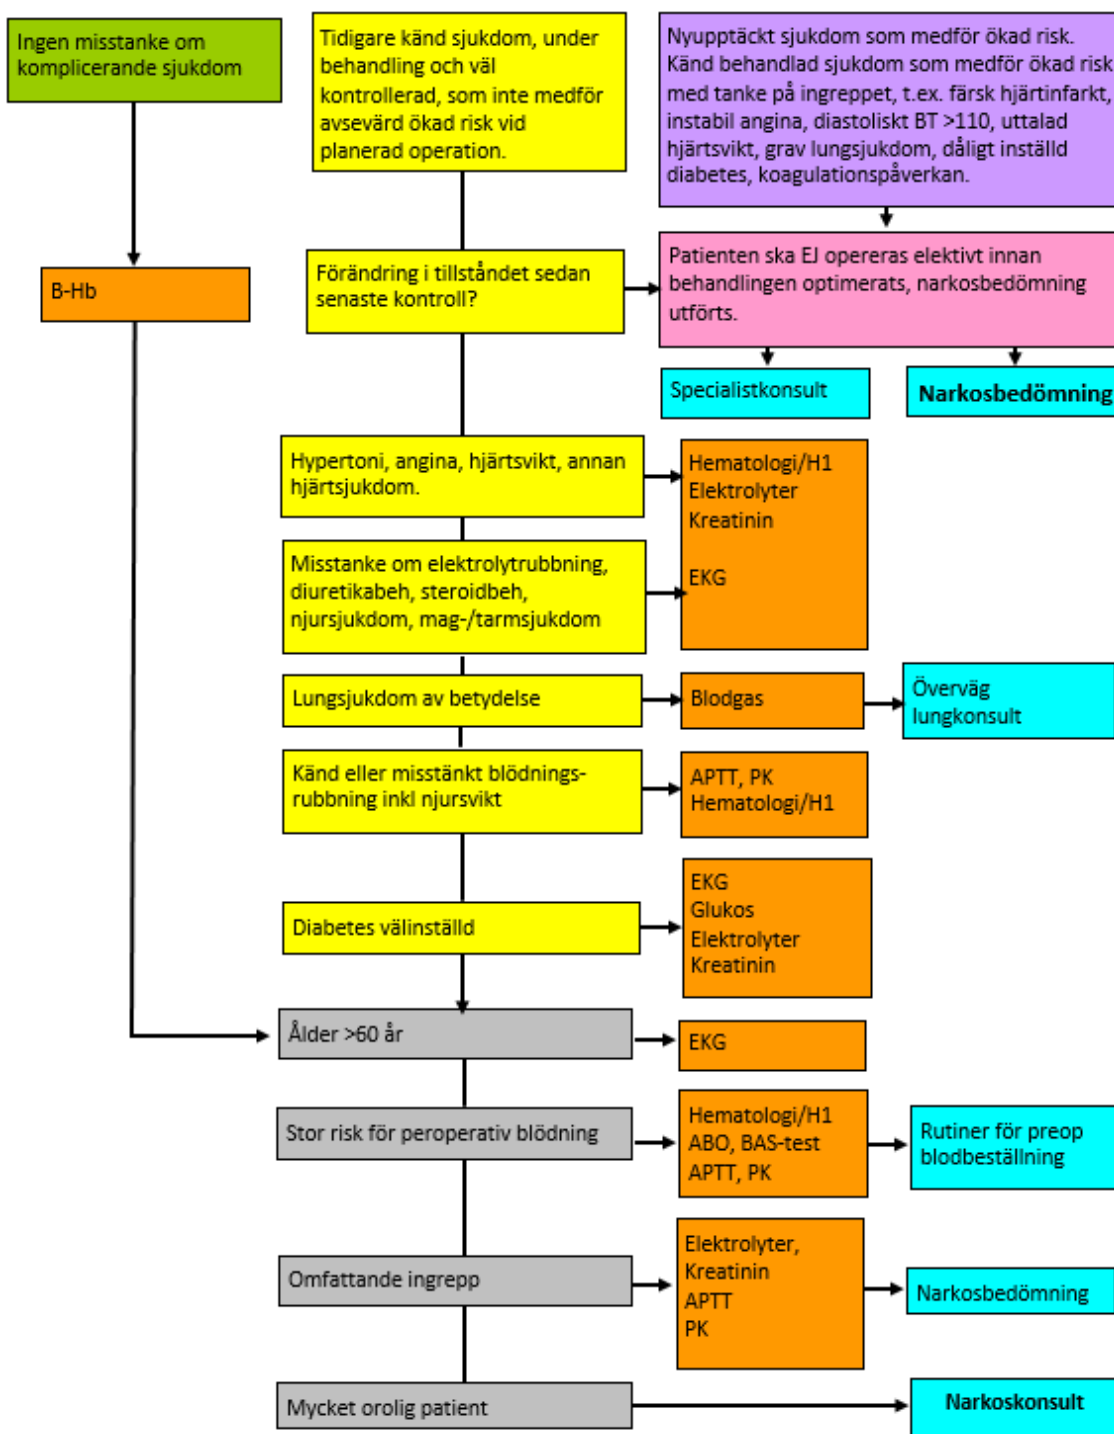 Ingen misstanke om
komplicerande sjukdom
Tidigare känd sjukdom, under
behandling och väl
kontrollerad, som inte medför
avsevärd ökad risk vid
planerad operation.
Nyupptäckt sjukdom som medför ökad risk.
Känd behandlad sjukdom som medför ökad risk
med tanke på ingreppet, t.ex. färsk hjärtinfarkt,
instabil angina, diastoliskt BT >110, uttalad
hjärtsvikt, grav lungsjukdom, dåligt inställd
diabetes, koagulationspåverkan.
B-Hb
Förändring i tillståndet sedan
senaste kontroll?
Patienten ska EJ opereras elektivt innan
behandlingen optimerats, narkosbedömning
utförts.
Specialistkonsult
Narkosbedömning
Hypertoni, angina, hjärtsvikt, annan
hjärtsjukdom.
Hematologi/H1
Elektrolyter
Kreatinin
EKG
Misstanke om elektrolytrubbning,
diuretikabeh, steroidbeh,
njursjukdom, mag-/tarmsjukdom
Lungsjukdom av betydelse
Blodgas
Överväg
lungkonsult
Känd eller misstänkt blödnings-
rubbning inkl njursvikt
APTT, PK
Hematologi/H1
Diabetes välinställd
EKG
Glukos
Elektrolyter
Kreatinin
Ålder >60 år
EKG
Stor risk för peroperativ blödning
Hematologi/H1
ABO, BAS-test
APTT, PK
Rutiner för preop
blodbeställning
Omfattande ingrepp
Elektrolyter,
Kreatinin
APTT
PK
Narkosbedömning
Mycket orolig patient
Narkoskonsult